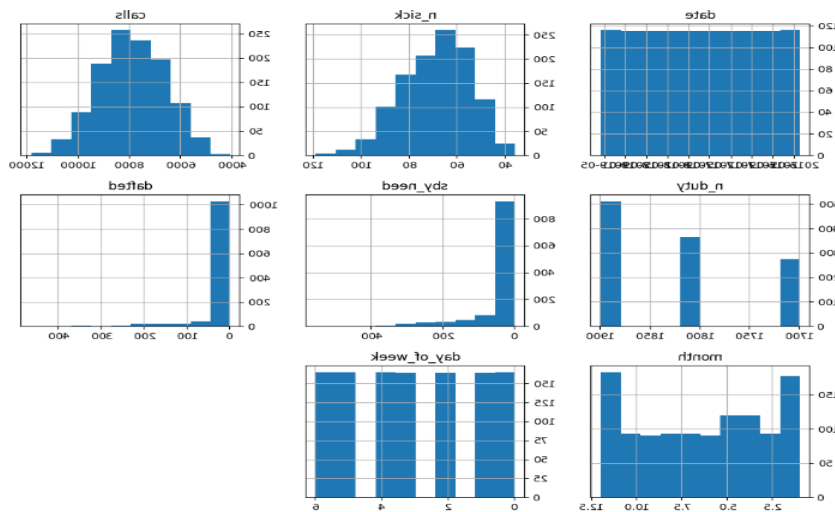 date n_sick calls
100 250 250
80 200 200
60 150 150
40 100 100
20 50 50
0 0 0
40 60 80 100 120 4000 6000 8000 10000 12000
n_duty sby_need dafted
1000
800 800
600 600
400 400
200 200
0 0 0
1700 1750 1800 1850 1900 0 200 400 0 100 200 300 400
month day_of_week
150
125
100 100
75
50 50
25
0 0
2.5 5.0 7.5 10.0 12.5 0 2 4 6